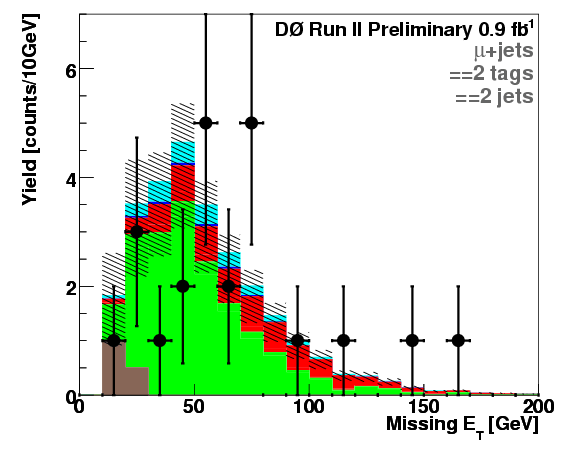 DØ Run II Preliminary 0.9 fb-1
μ+jets
==2 tags
==2 jets
Yield [counts/10GeV]
6
4
2
0
0 50 100 150 200
Missing ET [GeV]